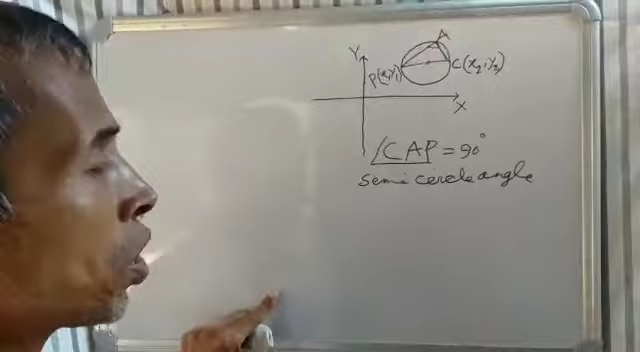 Y
A
P(x₁,y₁)
C(x₂,y₂)
X
∠CAP = 90°
semi cercle angle